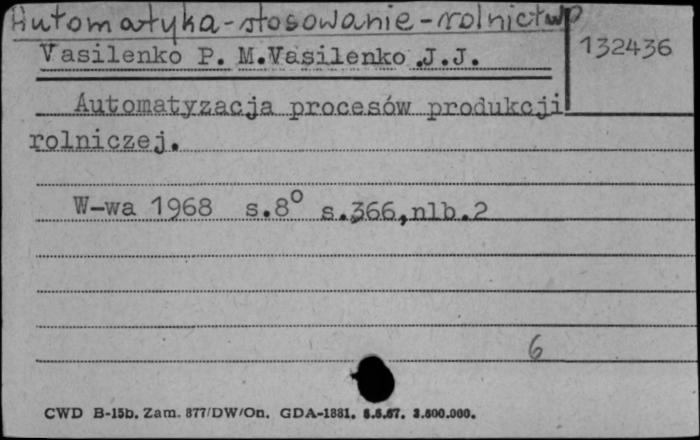 Automatyka-stosowanie-rolnictwo
132436
Vasilenko P. M.Vasilenko .J.J.
Automatyzacja procesów produkcji
rolniczej.
W-wa 1968 s.8° s.366,nlb.2
6
CWD B-15b. Zam. 877/DW/On. GDA-1881. 8.6.67. 3.600.000.